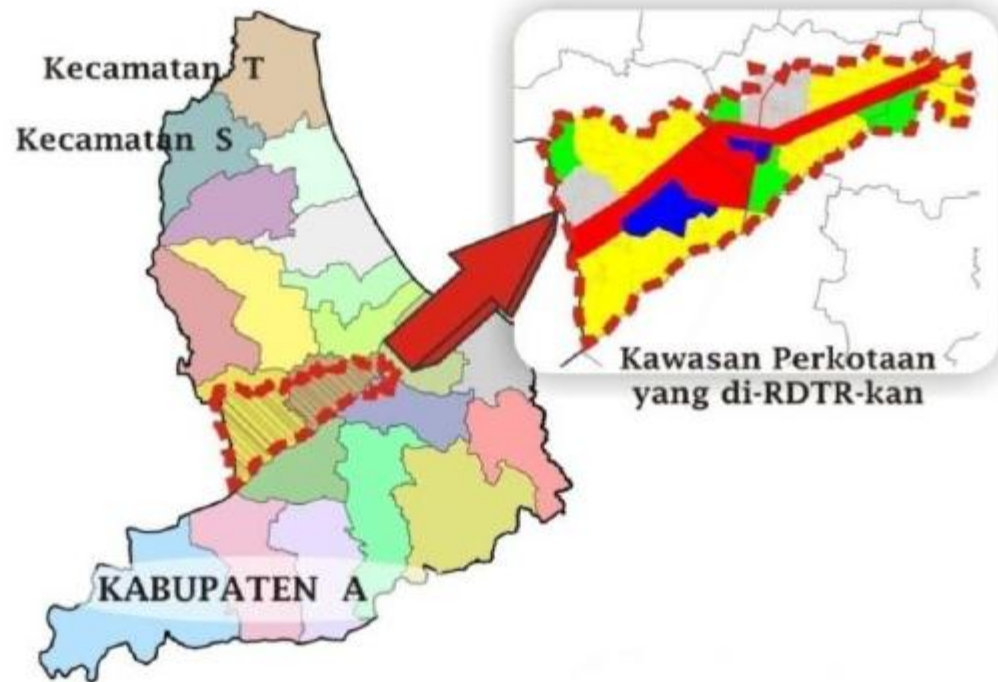 Kecamatan T
Kecamatan S
Kawasan Perkotaan
yang di-RDTR-kan
KABUPATEN A